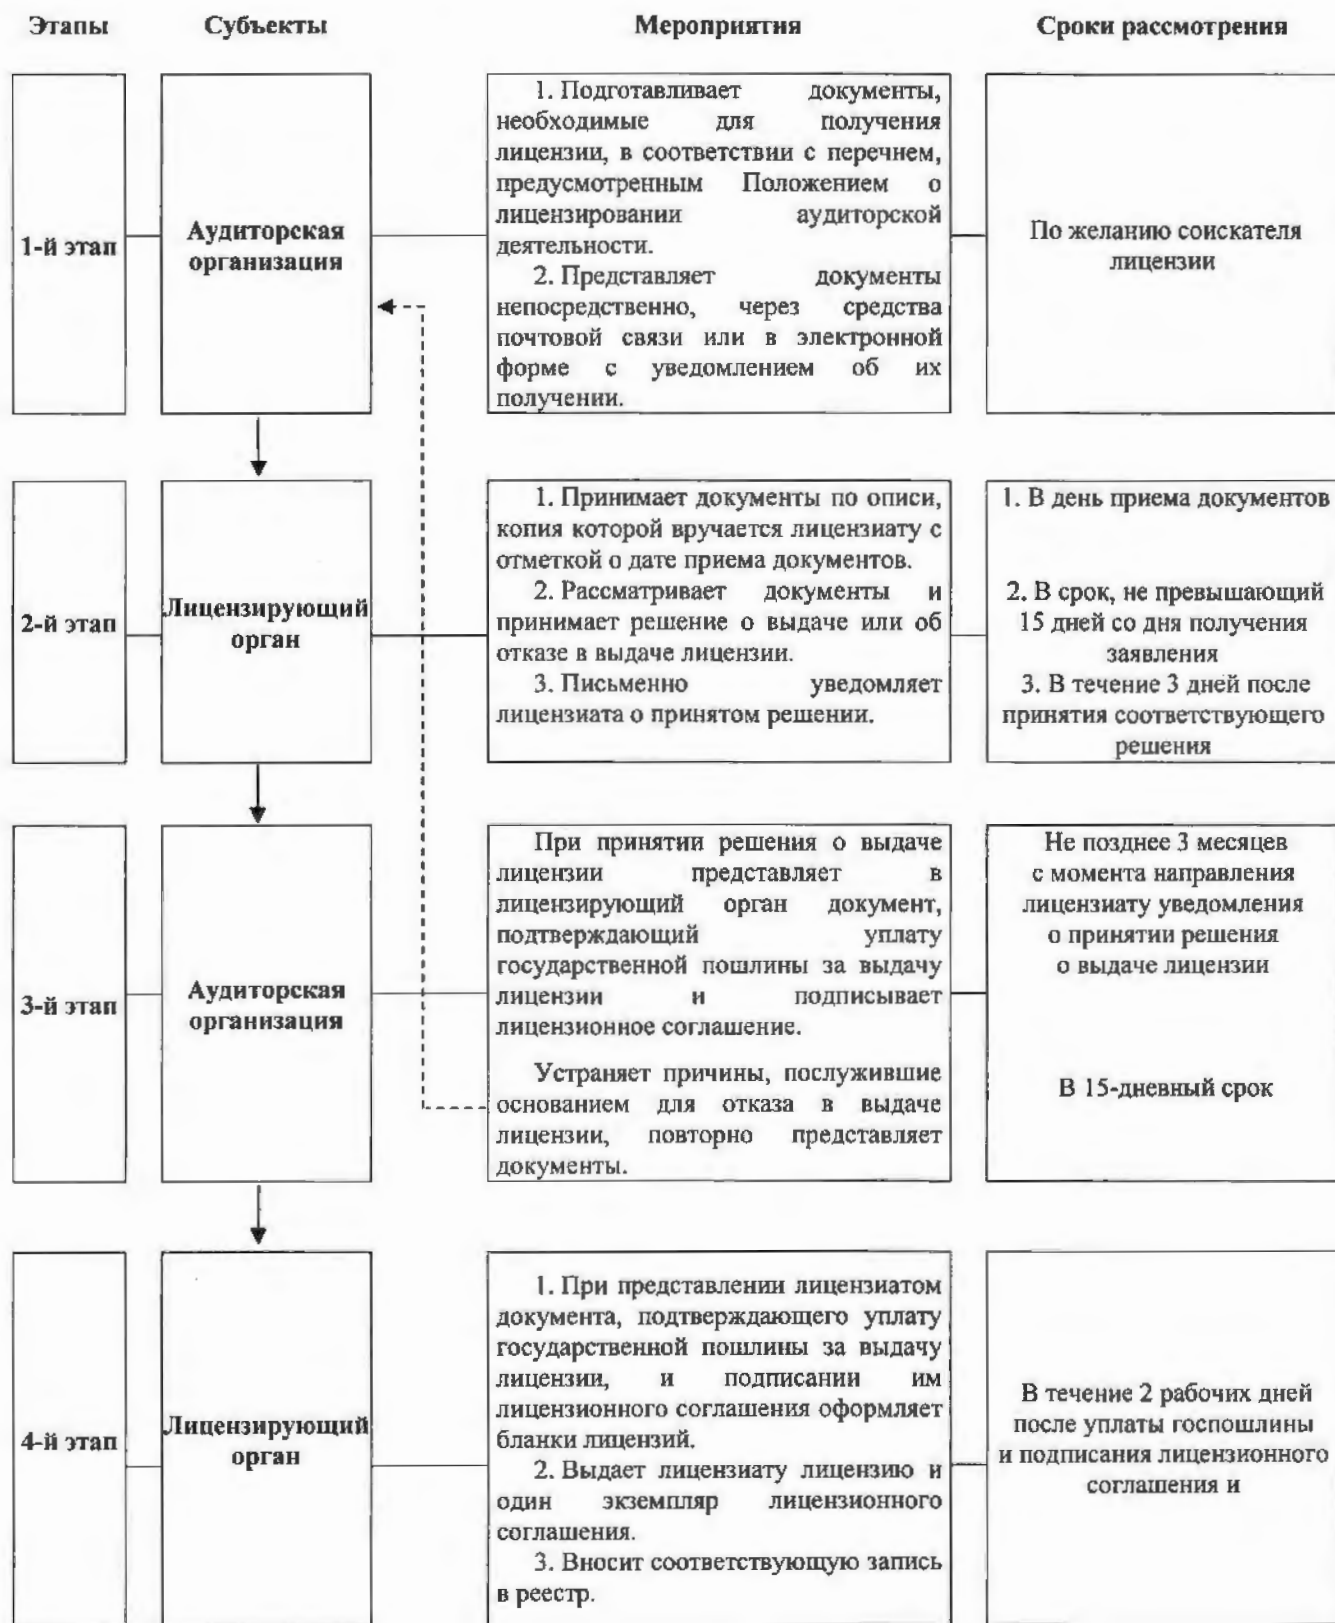 Этапы
Субъекты
Мероприятия
Сроки рассмотрения
1-й этап
Аудиторская
организация
1. Подготавливает документы,
необходимые для получения
лицензии, в соответствии с перечнем,
предусмотренным Положением о
лицензировании аудиторской
деятельности.
2. Представляет документы
непосредственно, через средства
почтовой связи или в электронной
форме с уведомлением об их
получении.
По желанию соискателя
лицензии
2-й этап
Лицензирующий
орган
1. Принимает документы по описи,
копия которой вручается лицензиату с
отметкой о дате приема документов.
2. Рассматривает документы и
принимает решение о выдаче или об
отказе в выдаче лицензии.
3. Письменно уведомляет
лицензиата о принятом решении.
1. В день приема документов
2. В срок, не превышающий
15 дней со дня получения
заявления
3. В течение 3 дней после
принятия соответствующего
решения
3-й этап
Аудиторская
организация
При принятии решения о выдаче
лицензии представляет в
лицензирующий орган документ,
подтверждающий уплату
государственной пошлины за выдачу
лицензии и подписывает
лицензионное соглашение.
Устраняет причины, послужившие
основанием для отказа в выдаче
лицензии, повторно представляет
документы.
Не позднее 3 месяцев
с момента направления
лицензиату уведомления
о принятии решения
о выдаче лицензии
В 15-дневный срок
4-й этап
Лицензирующий
орган
1. При представлении лицензиатом
документа, подтверждающего уплату
государственной пошлины за выдачу
лицензии, и подписании им
лицензионного соглашения оформляет
бланки лицензий.
2. Выдает лицензиату лицензию и
один экземпляр лицензионного
соглашения.
3. Вносит соответствующую запись
в реестр.
В течение 2 рабочих дней
после уплаты госпошлины
и подписания лицензионного
соглашения и